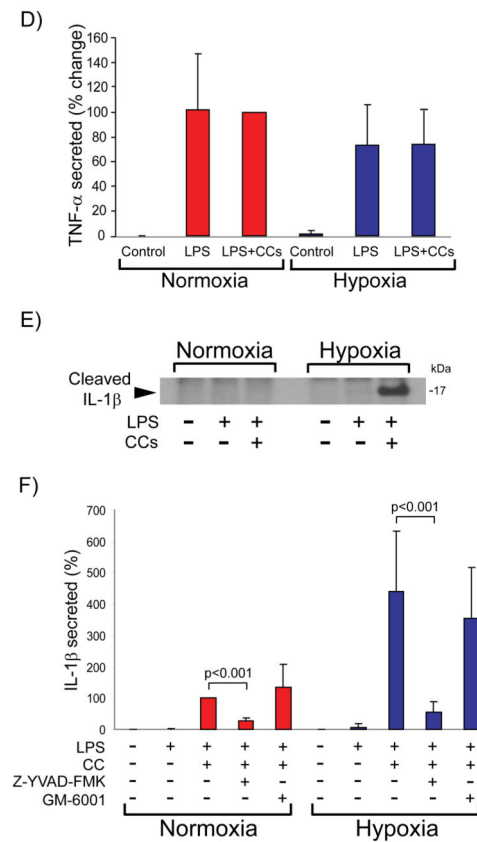 D)
TNF-α secreted (% change)
160
140
120
100
80
60
40
20
0
Control LPS LPS+CCs Control LPS LPS+CCs
Normoxia Hypoxia
E)
Normoxia Hypoxia
kDa
Cleaved
IL-1β
-17
LPS - + + - + +
CCs - - + - - +
F)
IL-1β secreted (%)
700
600
500
400
300
200
100
0
p<0.001
p<0.001
LPS - + + + + - + + + +
CC - - + + + - - + + +
Z-YVAD-FMK - - - + - - - - + -
GM-6001 - - - - + - - - - +
Normoxia Hypoxia